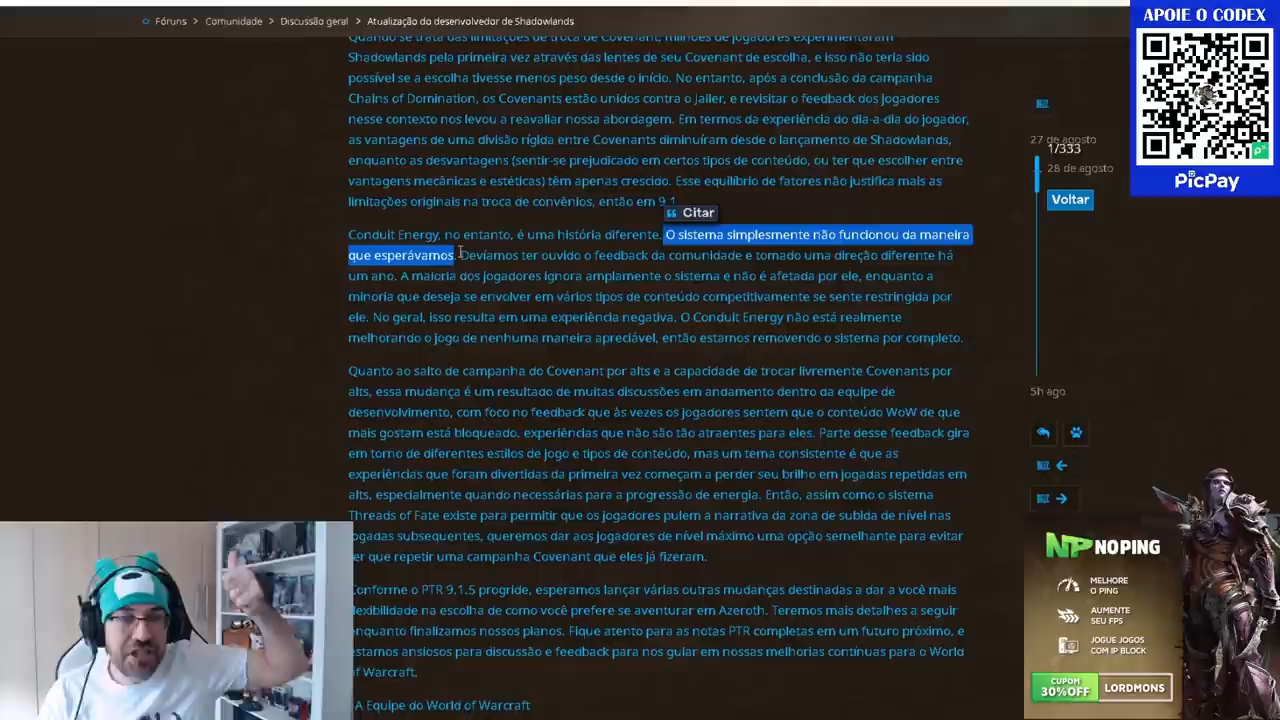 Fóruns > Comunidade > Discussão geral > Atualização do desenvolvedor de Shadowlands
Quando se trata das limitações de troca de Covenant, milhões de jogadores experimentaram
Shadowlands pela primeira vez através das lentes de seu Covenant de escolha, e isso não teria sido
possível se a escolha tivesse menos peso desde o início. No entanto, após a conclusão da campanha
Chains of Domination, os Covenants estão unidos contra o Jailer, e revisitar o feedback dos jogadores
nesse contexto nos levou a reavaliar nossa abordagem. Em termos da experiência do dia-a-dia do jogador,
as vantagens de uma divisão rígida entre Covenants diminuíram desde o lançamento de Shadowlands,
enquanto as desvantagens (sentir-se prejudicado em certos tipos de conteúdo, ou ter que escolher entre
vantagens mecânicas e estéticas) têm apenas crescido. Esse equilíbrio de fatores não justifica mais as
limitações originais na troca de convênios, então em 9.1
Citar
Conduit Energy, no entanto, é uma história diferente. O sistema simplesmente não funcionou da maneira
que esperávamos. Devíamos ter ouvido o feedback da comunidade e tomado uma direção diferente há
um ano. A maioria dos jogadores ignora amplamente o sistema e não é afetada por ele, enquanto a
minoria que deseja se envolver em vários tipos de conteúdo competitivamente se sente restringida por
ele. No geral, isso resulta em uma experiência negativa. O Conduit Energy não está realmente
melhorando o jogo de nenhuma maneira apreciável, então estamos removendo o sistema por completo.
Quanto ao salto de campanha do Covenant por alts e a capacidade de trocar livremente Covenants por
alts, essa mudança é um resultado de muitas discussões em andamento dentro da equipe de
desenvolvimento, com foco no feedback que às vezes os jogadores sentem que o conteúdo WoW de que
mais gostam está bloqueado. experiências que não são tão atraentes para eles. Parte desse feedback gira
em torno de diferentes estilos de jogo e tipos de conteúdo, mas um tema consistente é que as
experiências que foram divertidas da primeira vez começam a perder seu brilho em jogadas repetidas em
alts, especialmente quando necessárias para a progressão de energia. Então, assim como o sistema
Threads of Fate existe para permitir que os jogadores pulem a narrativa da zona de subida de nível nas
jogadas subsequentes, queremos dar aos jogadores de nível máximo uma opção semelhante para evitar
ter que repetir uma campanha Covenant que eles já fizeram.
Conforme o PTR 9.1.5 progride, esperamos lançar várias outras mudanças destinadas a dar a você mais
flexibilidade na escolha de como você prefere se aventurar em Azeroth. Teremos mais detalhes a seguir
enquanto finalizamos nossos planos. Fique atento para as notas PTR completas em um futuro próximo, e
estamos ansiosos para discussão e feedback para nos guiar em nossas melhorias contínuas para o World
of Warcraft.
A Equipe do World of Warcraft
27 de agosto
1/333
28 de agosto
Voltar
5h ago
APOIE O CODEX
PicPay
NP NOPING
MELHORE
O PING
AUMENTE
SEU FPS
JOGUE JOGOS
COM IP BLOCK
CUPOM
30%OFF
LORDMONS